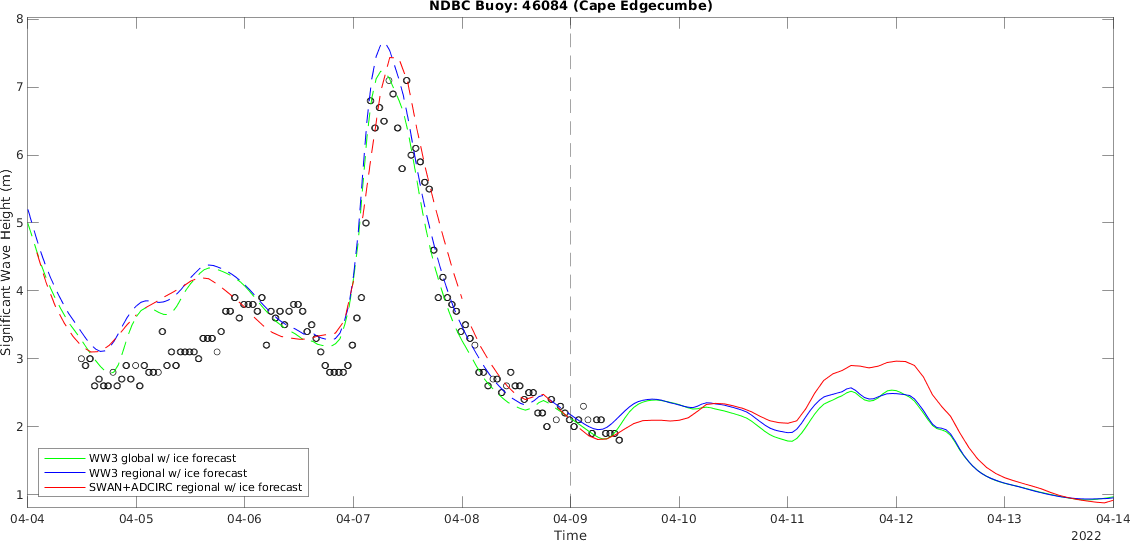 NDBC Buoy: 46084 (Cape Edgecumbe)
8
7
6
5
4
3
2
1
Significant Wave Height (m)
WW3 global w/ ice forecast
WW3 regional w/ ice forecast
SWAN+ADCIRC regional w/ ice forecast
04-04 04-05 04-06 04-07 04-08 04-09 04-10 04-11 04-12 04-13 04-14
Time
2022